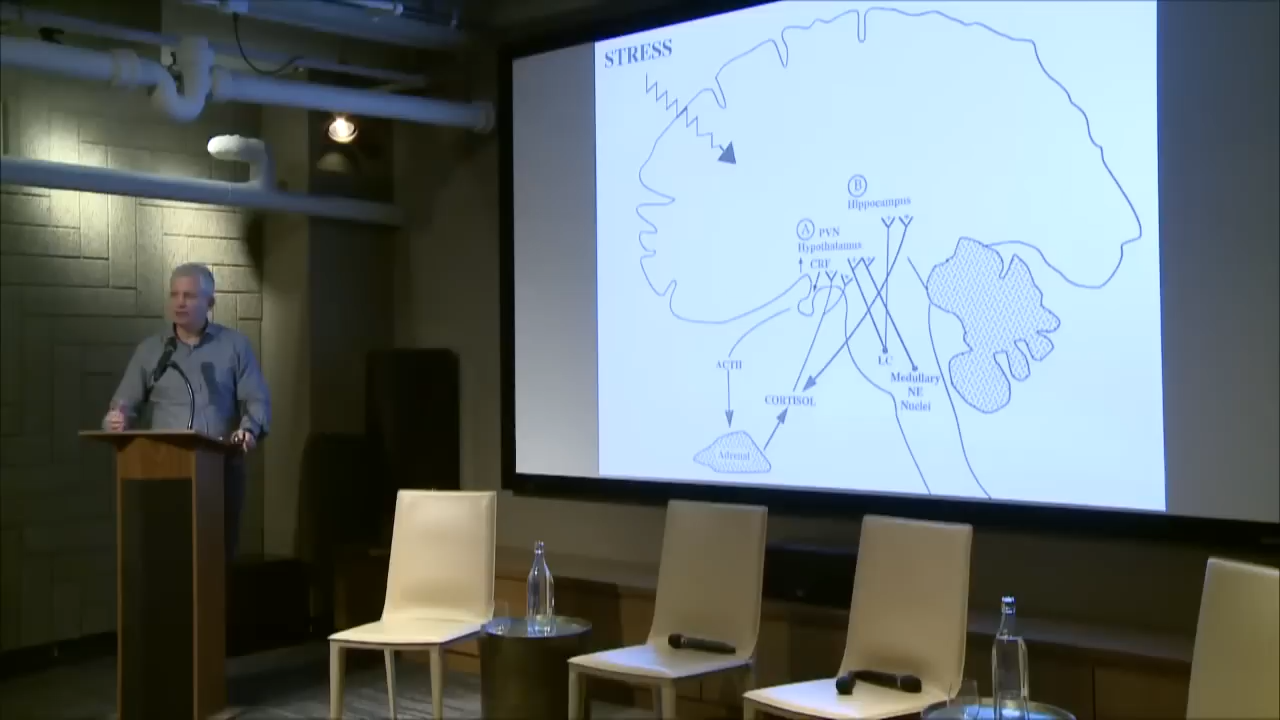 STRESS
B
Hippocampus
A PVN
Hypothalamus
CRF
ACTH
LC
Medullary
NE
Nuclei
CORTISOL
Adrenal